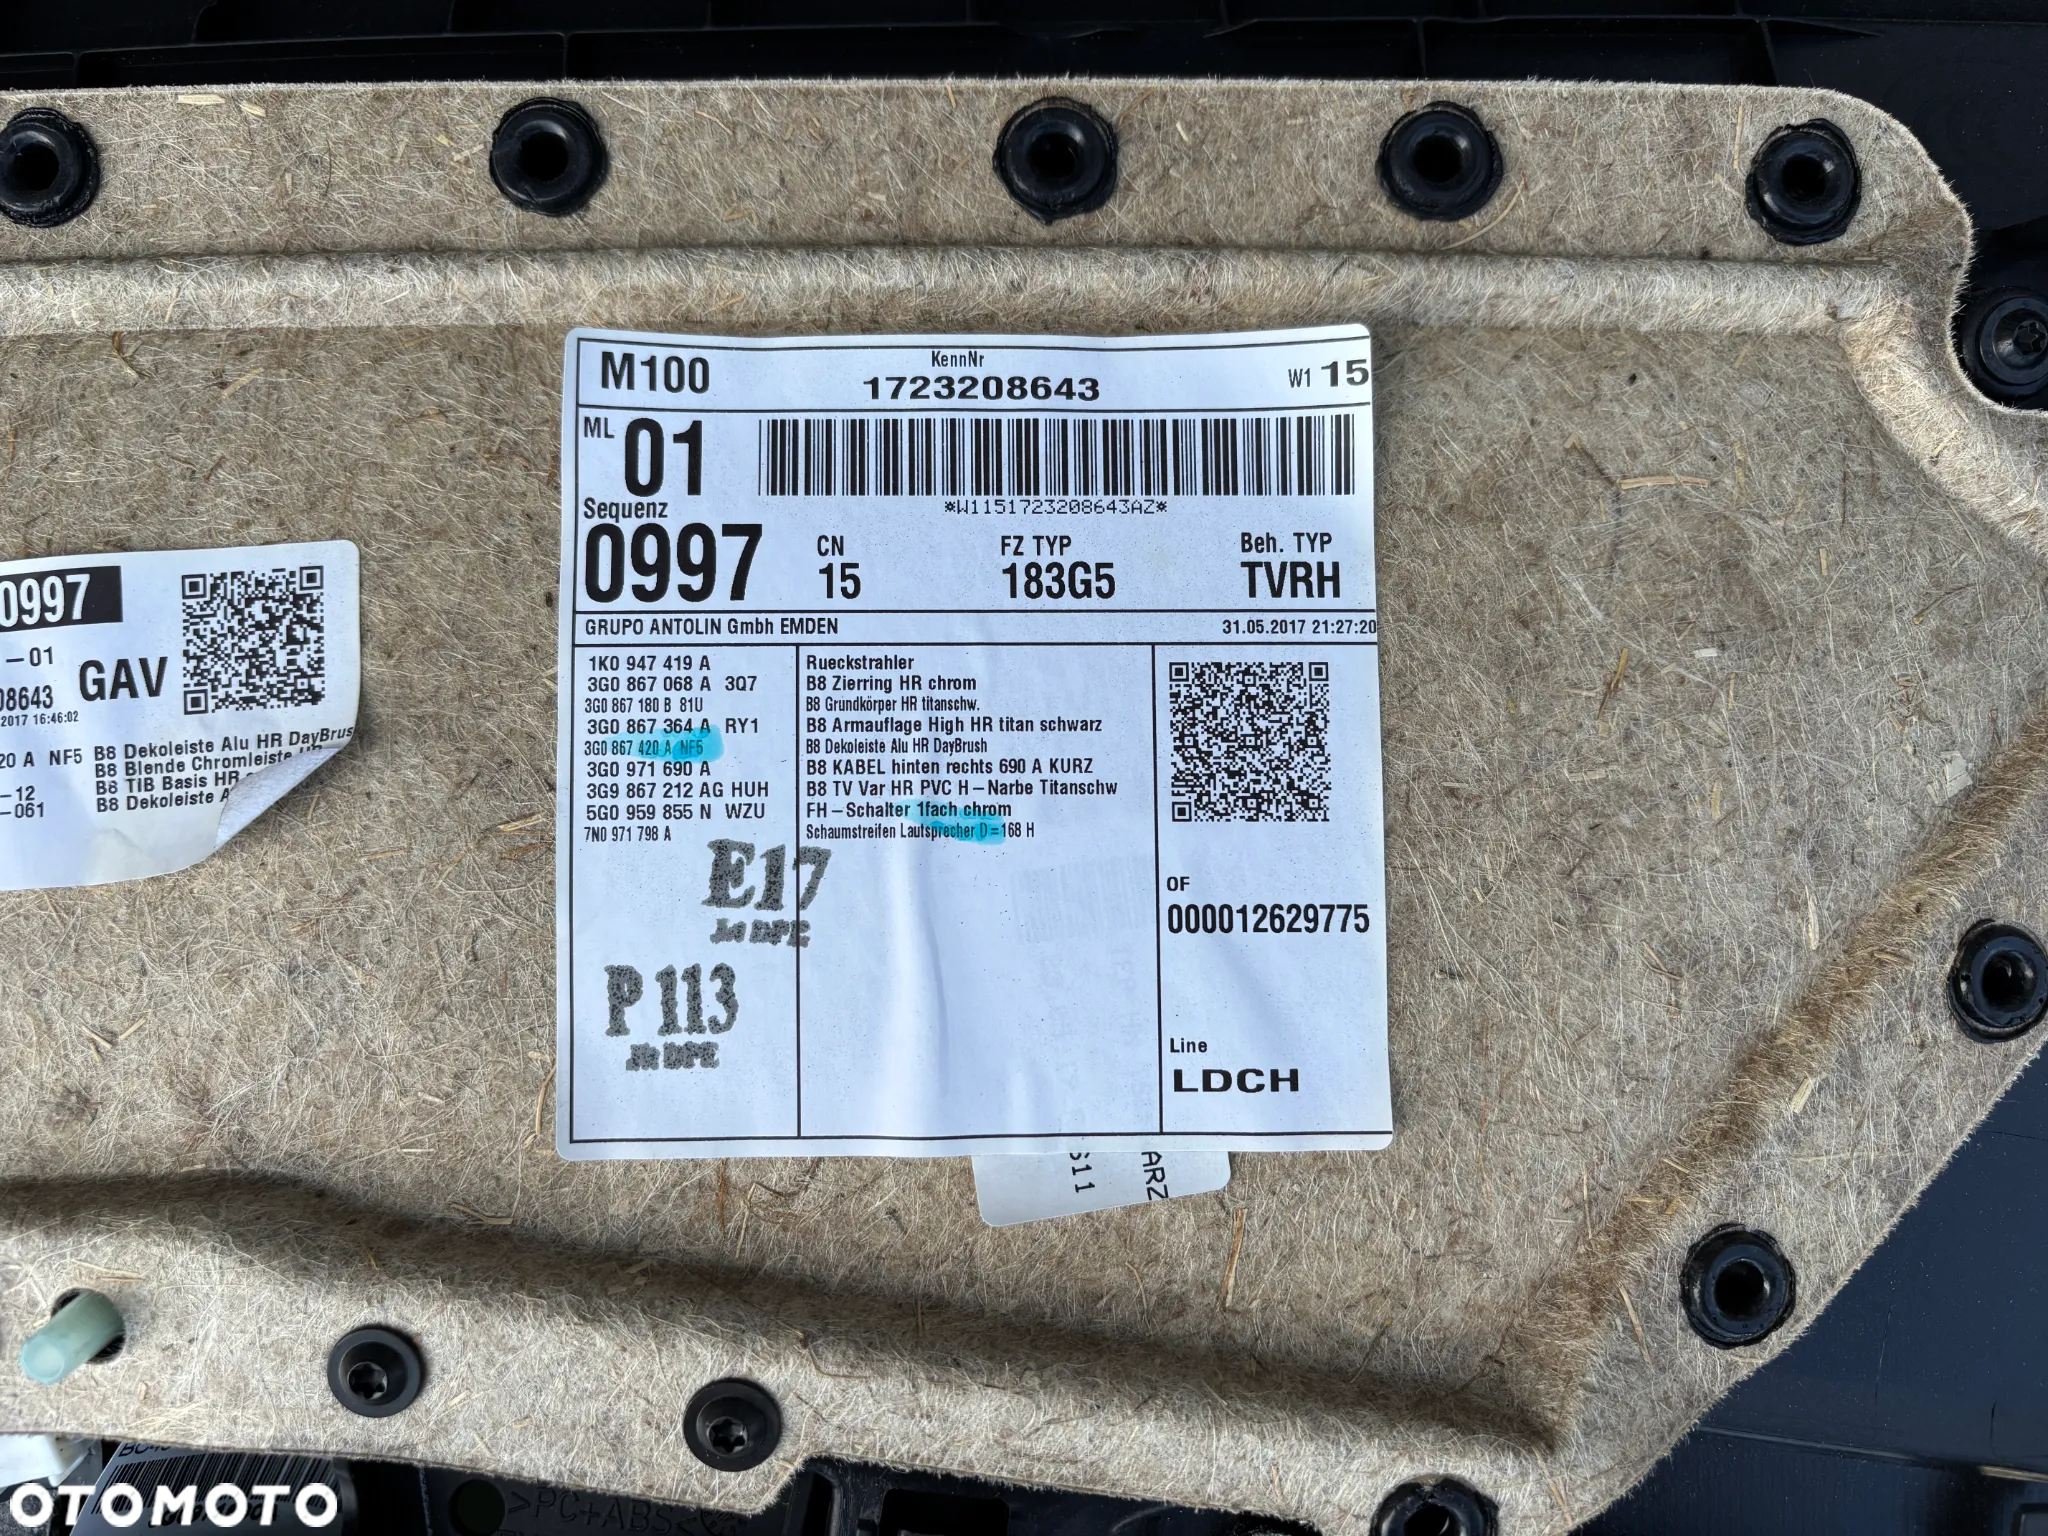 M100
KennNr
1723208643
W1 15
ML 01
*W1151723208643AZ*
Sequenz
0997
CN
15
FZ TYP
183G5
Beh. TYP
TVRH
GRUPO ANTOLIN Gmbh EMDEN
31.05.2017 21:27:20
1K0 947 419 A Rueckstrahler
3G0 867 068 A 3Q7 B8 Zierring HR chrom
3G0 867 180 B 81U B8 Grundkörper HR titanschw.
3G0 867 364 A RY1 B8 Armauflage High HR titan schwarz
3G0 867 420 A NF5 B8 Dekoleiste Alu HR DayBrush
3G0 971 690 A B8 KABEL hinten rechts 690 A KURZ
3G9 867 212 AG HUH B8 TV Var HR PVC H-Narbe Titanschw
5G0 959 855 N WZU FH-Schalter 1fach chrom
7N0 971 798 A Schaumstreifen Lautsprecher D=168 H
E17
P 113
OF
000012629775
Line
LDCH
0997
-01
08643
GAV
2017 16:46:02
20 A NF5 B8 Dekoleiste Alu HR DayBrus
B8 Blende Chromleiste
-12 B8 TIB Basis HR
-061 B8 Dekoleiste A
S11
ARZ
>PC+ABS<
OTOMOTO